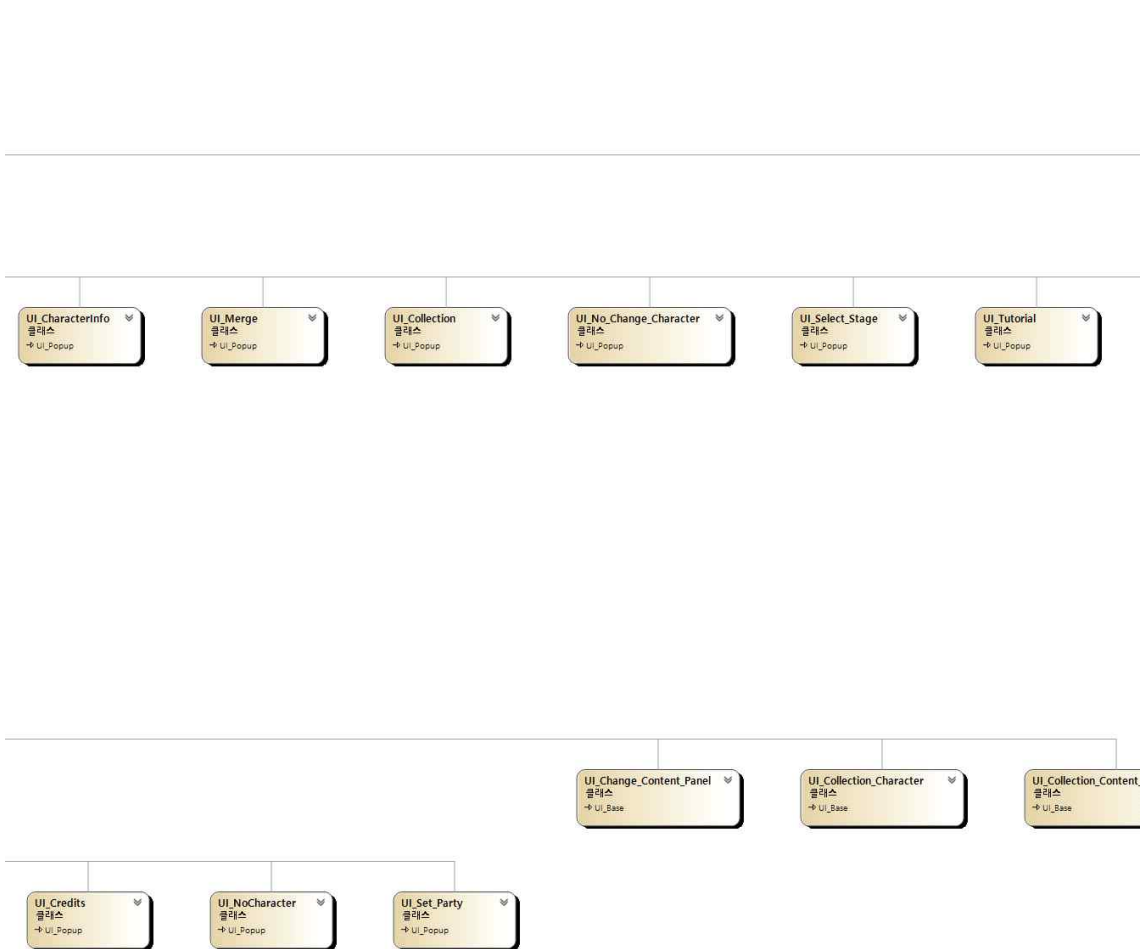 UI_CharacterInfo
클래스
UI_Popup
UI_Merge
클래스
UI_Popup
UI_Collection
클래스
UI_Popup
UI_No_Change_Character
클래스
UI_Popup
UI_Select_Stage
클래스
UI_Popup
UI_Tutorial
클래스
UI_Popup
UI_Change_Content_Panel
클래스
UI_Base
UI_Collection_Character
클래스
UI_Base
UI_Collection_Content_
클래스
UI_Base
UI_Credits
클래스
UI_Popup
UI_NoCharacter
클래스
UI_Popup
UI_Set_Party
클래스
UI_Popup